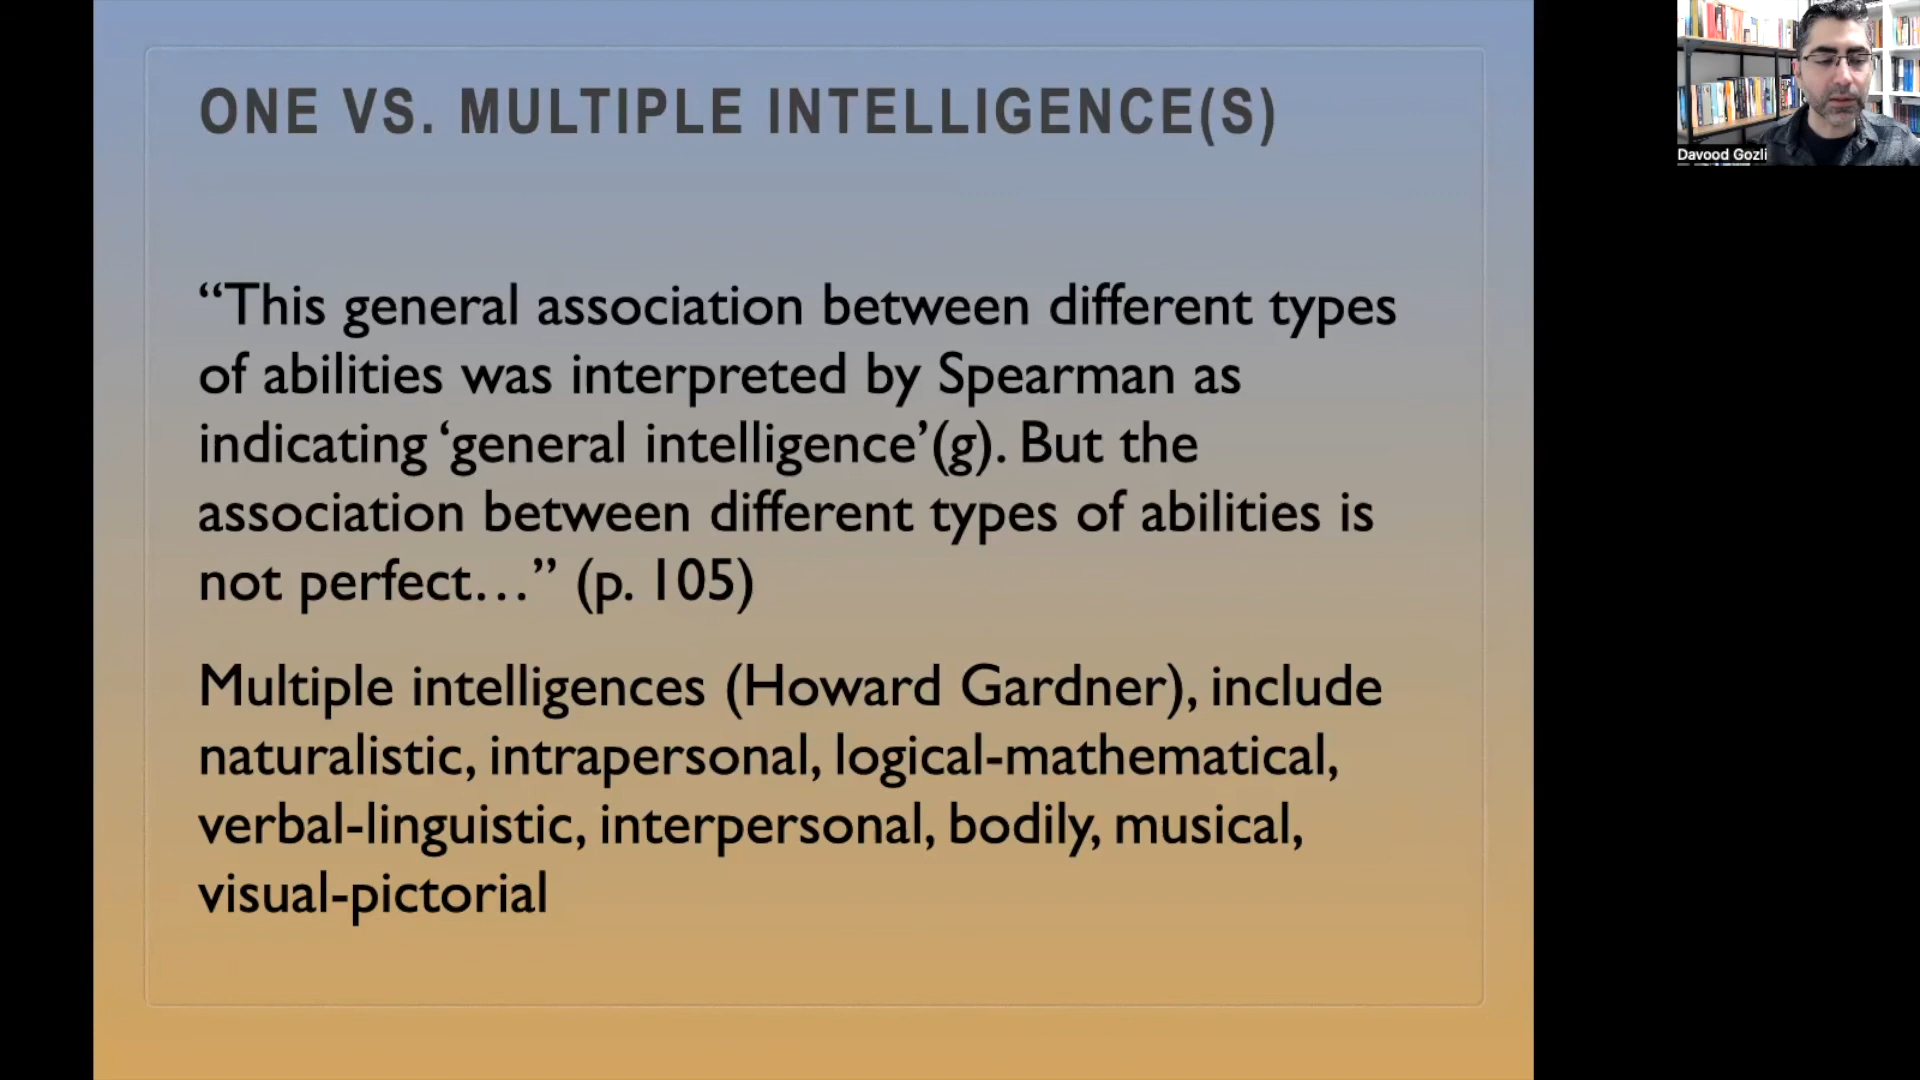 ONE VS. MULTIPLE INTELLIGENCE(S)
“This general association between different types
of abilities was interpreted by Spearman as
indicating ‘general intelligence’(g). But the
association between different types of abilities is
not perfect…” (p. 105)
Multiple intelligences (Howard Gardner), include
naturalistic, intrapersonal, logical-mathematical,
verbal-linguistic, interpersonal, bodily, musical,
visual-pictorial
Davood Gozli